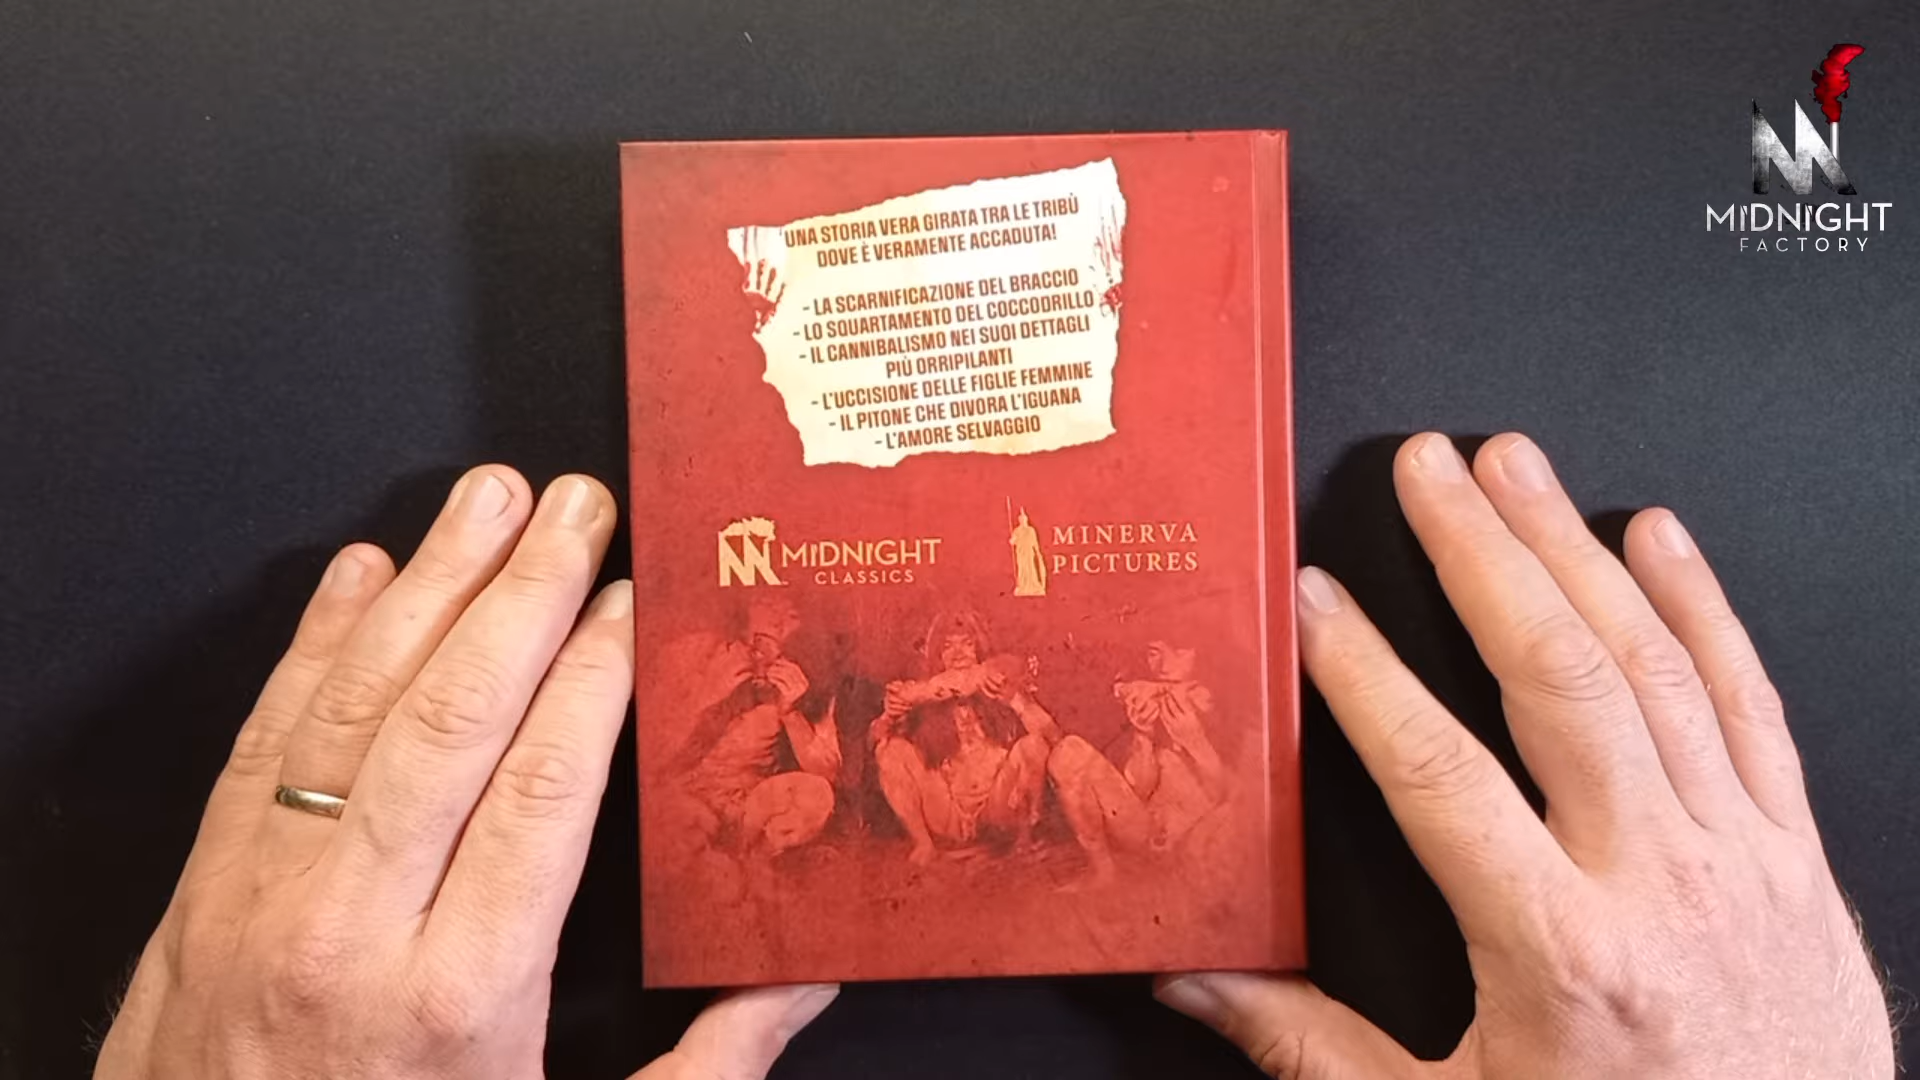 UNA STORIA VERA GIRATA TRA LE TRIBÙ
DOVE È VERAMENTE ACCADUTA!
- LA SCARNIFICAZIONE DEL BRACCIO
- LO SQUARTAMENTO DEL COCCODRILLO
- IL CANNIBALISMO NEI SUOI DETTAGLI
PIÙ ORRIPILANTI
- L'UCCISIONE DELLE FIGLIE FEMMINE
- IL PITONE CHE DIVORA L'IGUANA
- L'AMORE SELVAGGIO
MIDNIGHT
CLASSICS
MINERVA
PICTURES
MIDNIGHT
FACTORY